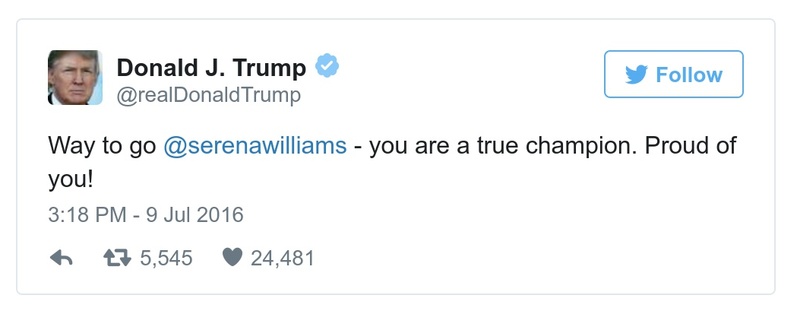 Donald J. Trump
@realDonaldTrump
Follow
Way to go @serenawilliams - you are a true champion. Proud of
you!
3:18 PM - 9 Jul 2016
5,545 24,481